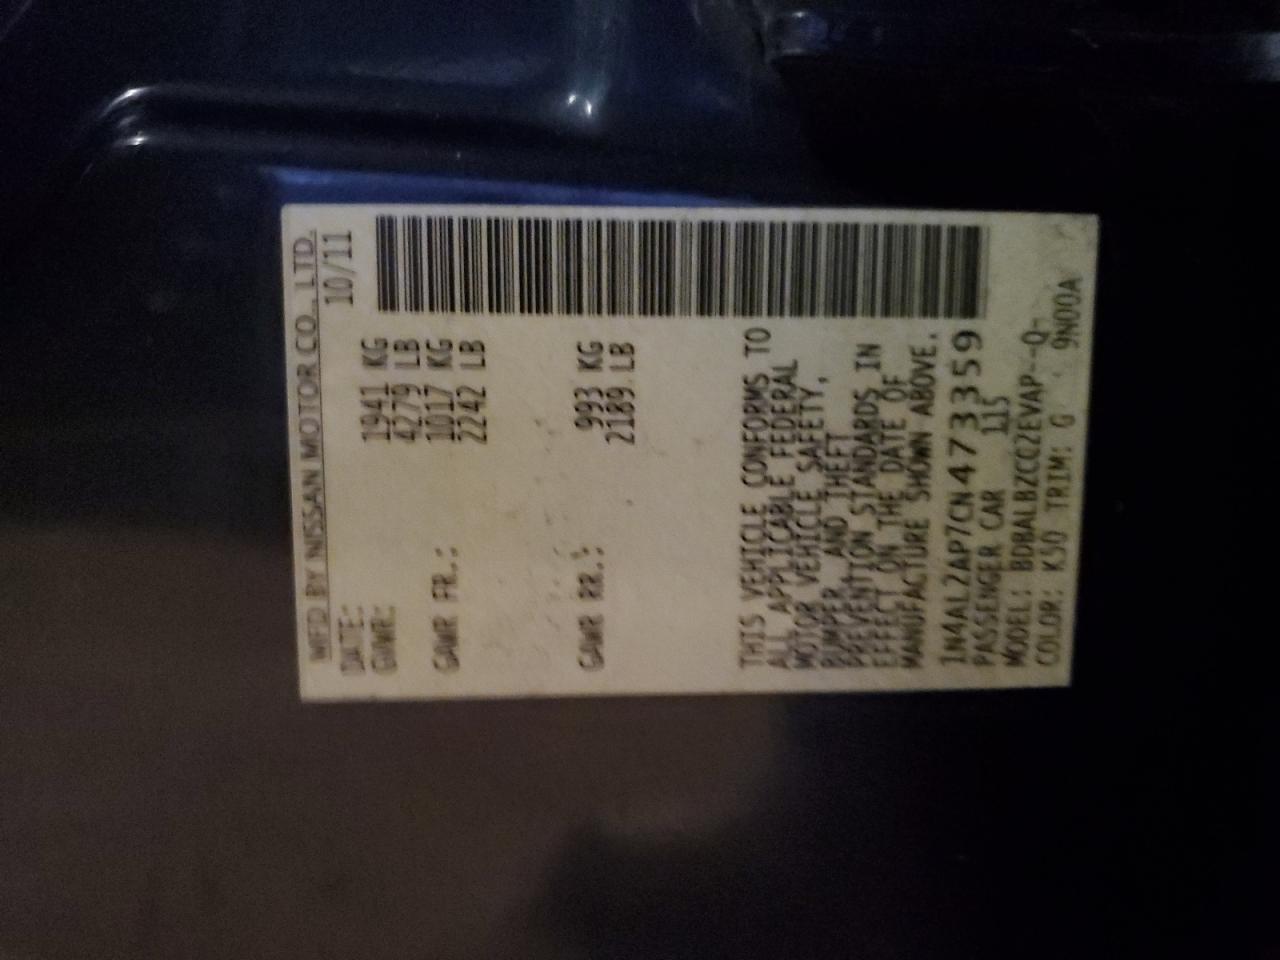 MFD BY NISSAN MOTOR CO., LTD.
DATE: 10/11
GVWR: 1941 KG
4279 LB
GAWR FR.: 1017 KG
2242 LB
GAWR RR.: 993 KG
2189 LB
THIS VEHICLE CONFORMS TO
ALL APPLICABLE FEDERAL
MOTOR VEHICLE SAFETY,
BUMPER, AND THEFT
PREVENTION STANDARDS IN
EFFECT ON THE DATE OF
MANUFACTURE SHOWN ABOVE.
1N4AL2AP7CN473359
PASSENGER CAR 115
MODEL: BDBALBZCC2EVAP--Q-
COLOR: K50 TRIM: G 9N00A